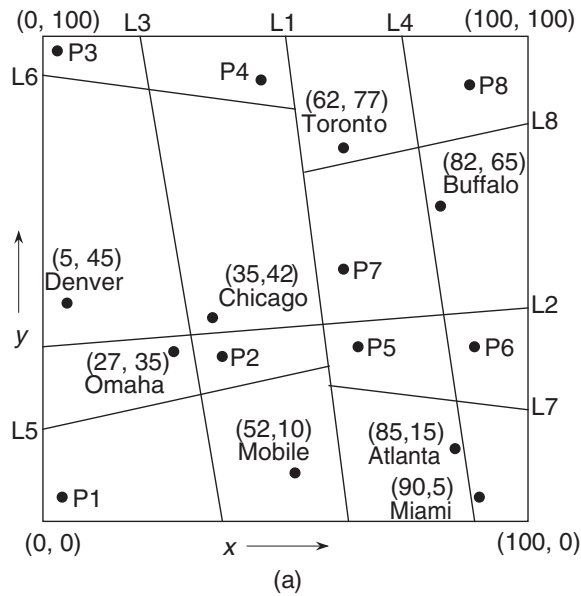 (0, 100)
L3
L1
L4
(100, 100)
P3
L6
P4
P8
(62, 77)
Toronto
L8
(82, 65)
Buffalo
(5, 45)
Denver
(35,42)
Chicago
P7
L2
y
(27, 35)
Omaha
P2
P5
P6
L5
L7
(52,10)
Mobile
(85,15)
Atlanta
(90,5)
Miami
P1
(0, 0)
x
(100, 0)
(a)